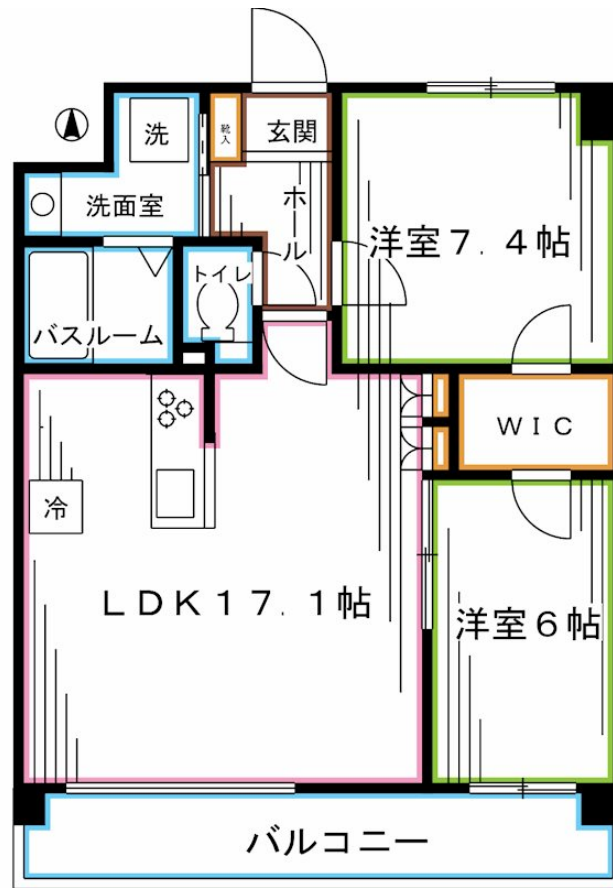 洗
靴入
玄関
洗面室
ホール
洋室7.4帖
トイレ
バスルーム
WIC
冷
LDK17.1帖
洋室6帖
バルコニー